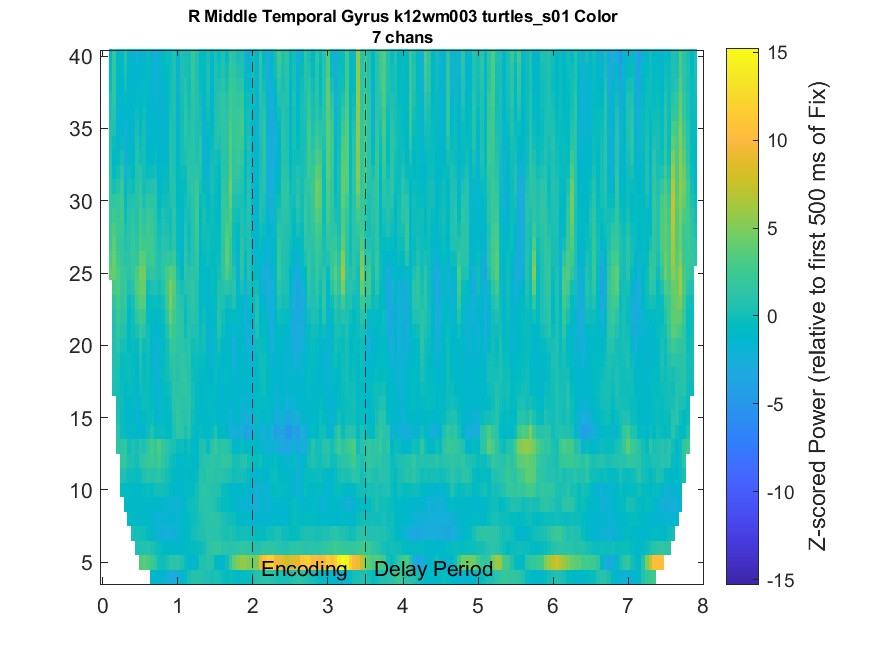 R Middle Temporal Gyrus k12wm003 turtles_s01 Color
7 chans
40
35
30
25
20
15
10
5
0 1 2 3 4 5 6 7 8
Encoding
Delay Period
15
10
5
0
-5
-10
-15
Z-scored Power (relative to first 500 ms of Fix)